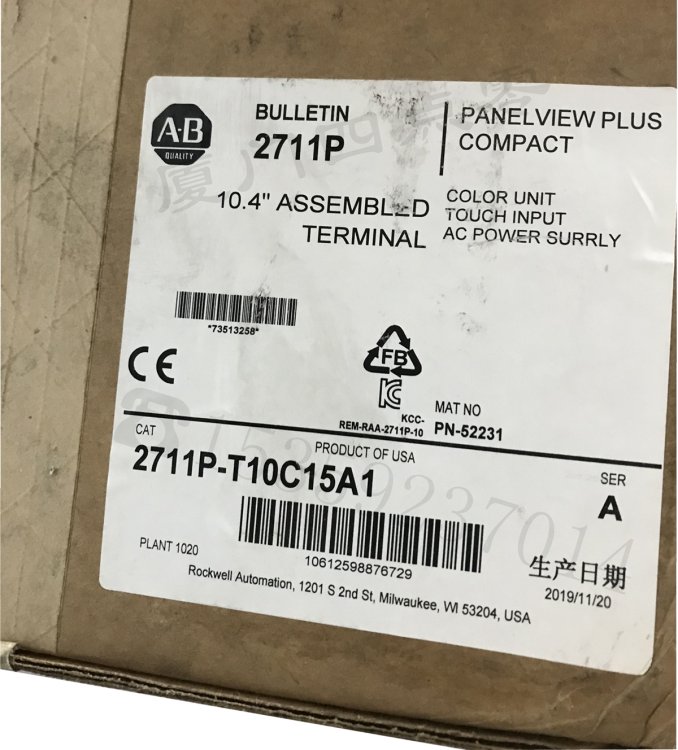 A-B
QUALITY
BULLETIN
2711P
PANELVIEW PLUS
COMPACT
10.4" ASSEMBLED
TERMINAL
COLOR UNIT
TOUCH INPUT
AC POWER SURRLY
*73513258*
CE
FB
KCC-
REM-RAA-2711P-10
MAT NO
PN-52231
CAT
PRODUCT OF USA
2711P-T10C15A1
SER
A
PLANT 1020
10612598876729
Rockwell Automation, 1201 S 2nd St, Milwaukee, WI 53204, USA
生产日期
2019/11/20